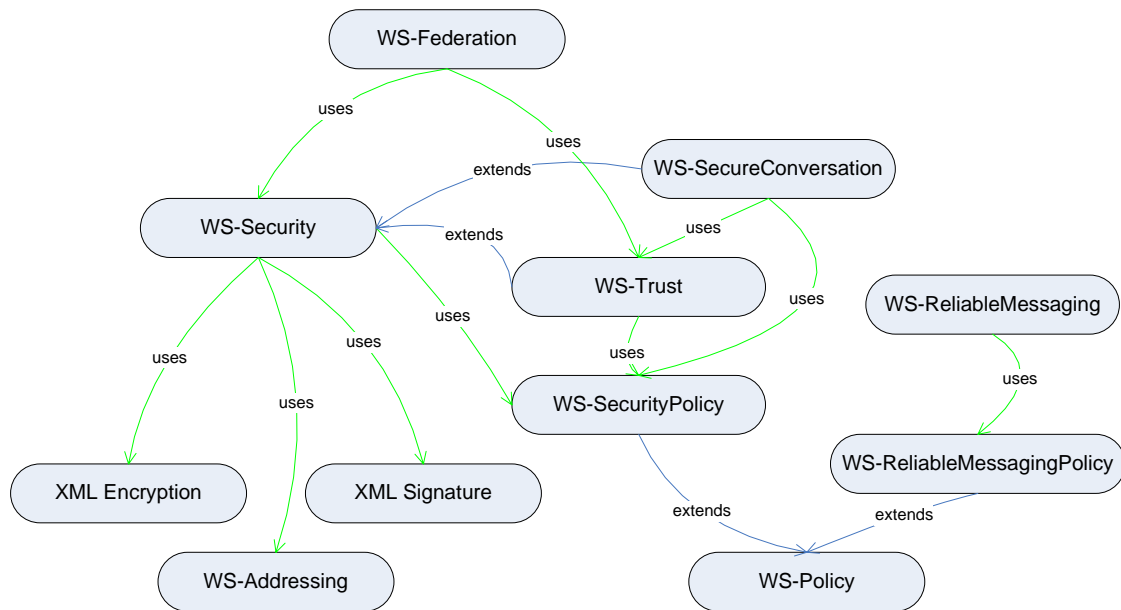 WS-Federation
uses
uses
WS-SecureConversation
extends
WS-Security
uses
extends
WS-Trust
uses
WS-ReliableMessaging
uses
uses
uses
uses
uses
uses
WS-SecurityPolicy
WS-ReliableMessagingPolicy
XML Encryption
XML Signature
extends
extends
WS-Addressing
WS-Policy